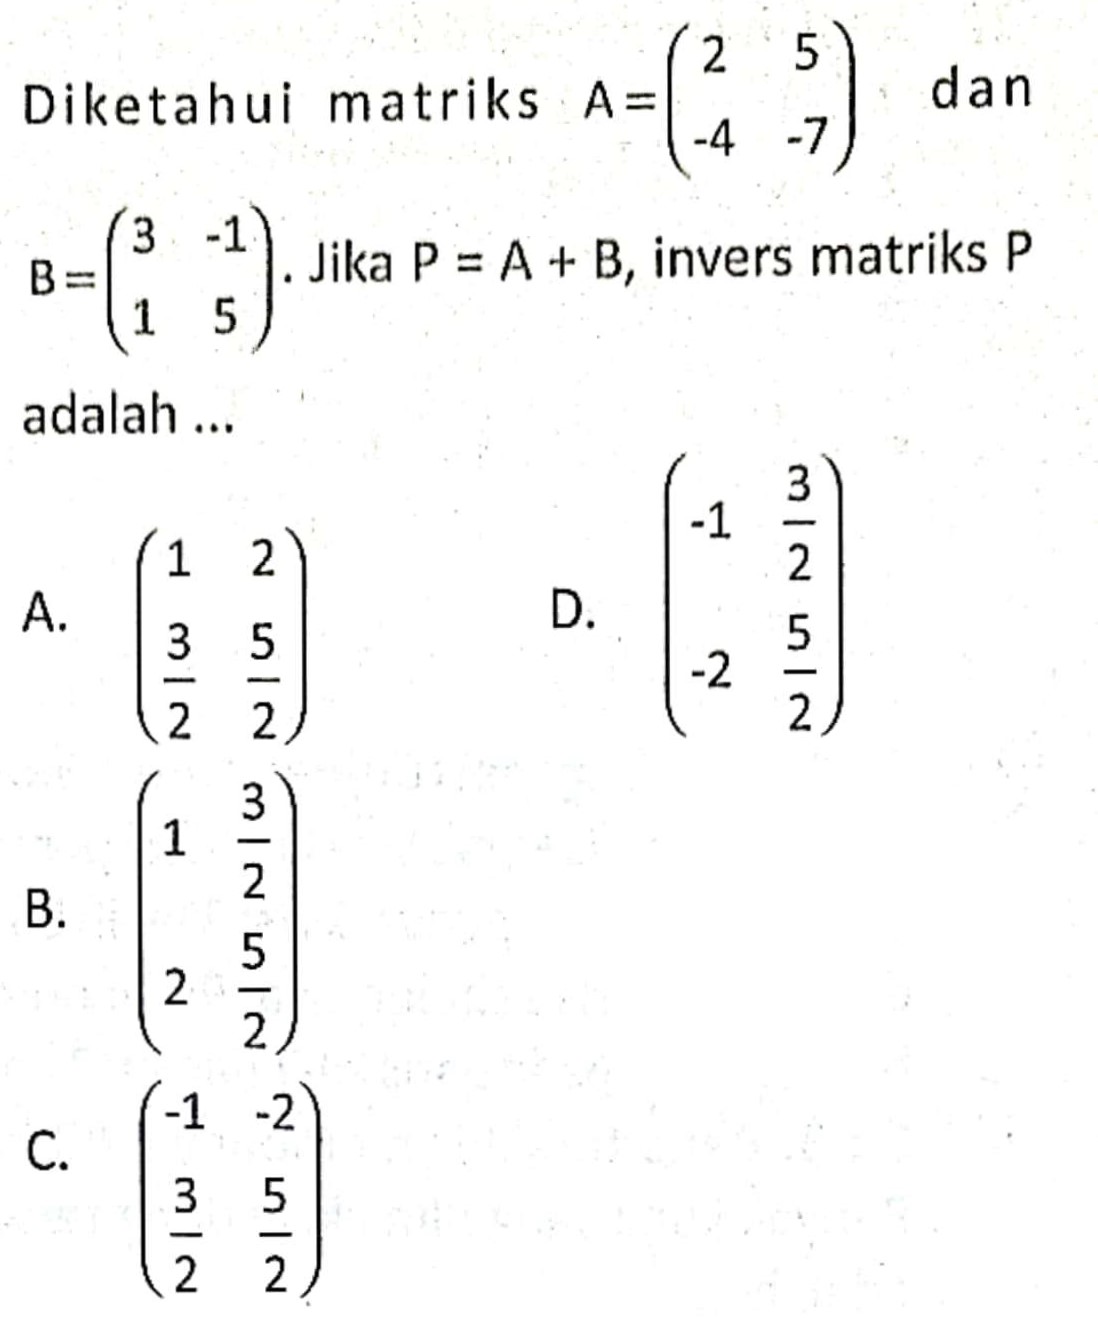 Diketahui matriks A = \begin{pmatrix} 2 & 5 \\ -4 & -7 \end{pmatrix} dan
B = \begin{pmatrix} 3 & -1 \\ 1 & 5 \end{pmatrix}. Jika P = A + B, invers matriks P
adalah ...
A. \begin{pmatrix} 1 & 2 \\ \frac{3}{2} & \frac{5}{2} \end{pmatrix}
B. \begin{pmatrix} 1 & \frac{3}{2} \\ 2 & \frac{5}{2} \end{pmatrix}
C. \begin{pmatrix} -1 & -2 \\ \frac{3}{2} & \frac{5}{2} \end{pmatrix}
D. \begin{pmatrix} -1 & \frac{3}{2} \\ -2 & \frac{5}{2} \end{pmatrix}